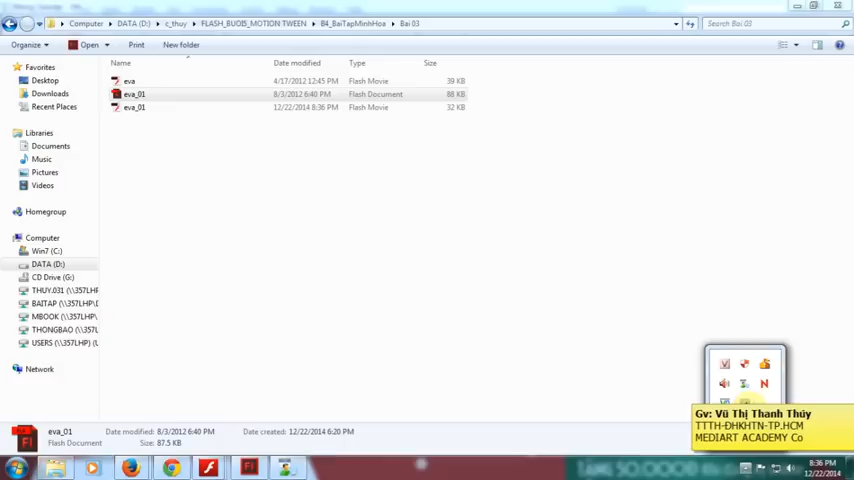 Computer ▸ DATA (D:) ▸ c_thuy ▸ FLASH_BUOI5_MOTION TWEEN ▸ B4_BaiTapMinhHoa ▸ Bai 03
Search Bai 03
Organize Open Print New folder
Name Date modified Type Size
eva 4/17/2012 12:45 PM Flash Movie 39 KB
eva_01 8/3/2012 6:40 PM Flash Document 88 KB
eva_01 12/22/2014 8:36 PM Flash Movie 32 KB
Favorites
Desktop
Downloads
Recent Places
Libraries
Documents
Music
Pictures
Videos
Homegroup
Computer
Win7 (C:)
DATA (D:)
CD Drive (G:)
THUY.031 (\\357LHP
BAITAP (\\357LHP\D
MBOOK (\\357LHP)
THONGBAO (\\357LHP
USERS (\\357LHP) (U
Network
Gv: Vũ Thị Thanh Thúy
TTTH-ĐHKHTN-TP.HCM
MEDIART ACADEMY Co
eva_01 Date modified: 8/3/2012 6:40 PM Date created: 12/22/2014 6:20 PM
Flash Document Size: 87.5 KB
8:36 PM
12/22/2014